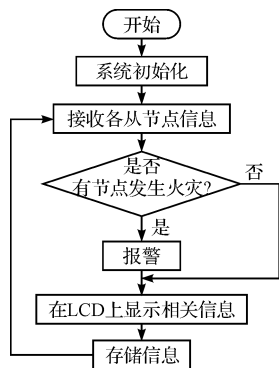 开始
系统初始化
接收各从节点信息
是否
有节点发生火灾?
否
是
报警
在LCD上显示相关信息
存储信息